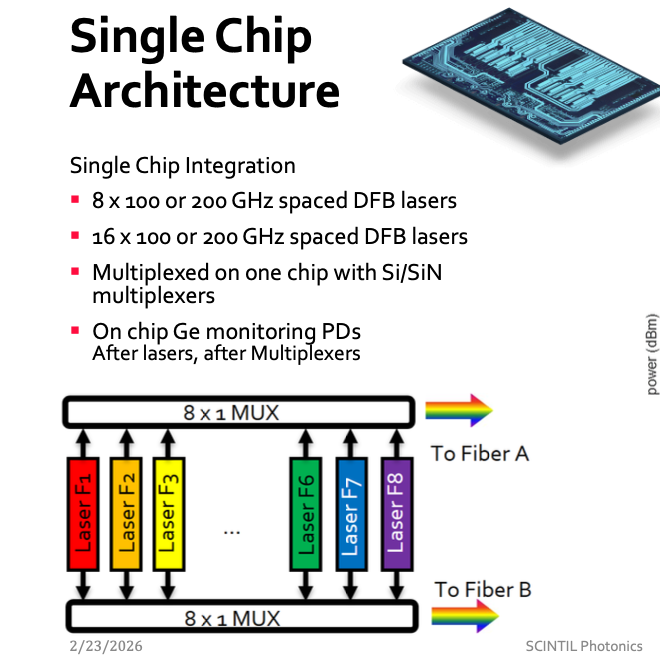 Single Chip
Architecture
Single Chip Integration
8 x 100 or 200 GHz spaced DFB lasers
16 x 100 or 200 GHz spaced DFB lasers
Multiplexed on one chip with Si/SiN
multiplexers
On chip Ge monitoring PDs
After lasers, after Multiplexers
power (dBm)
8 x 1 MUX
To Fiber A
Laser F1
Laser F2
Laser F3
...
Laser F6
Laser F7
Laser F8
To Fiber B
8 x 1 MUX
2/23/2026
SCINTIL Photonics